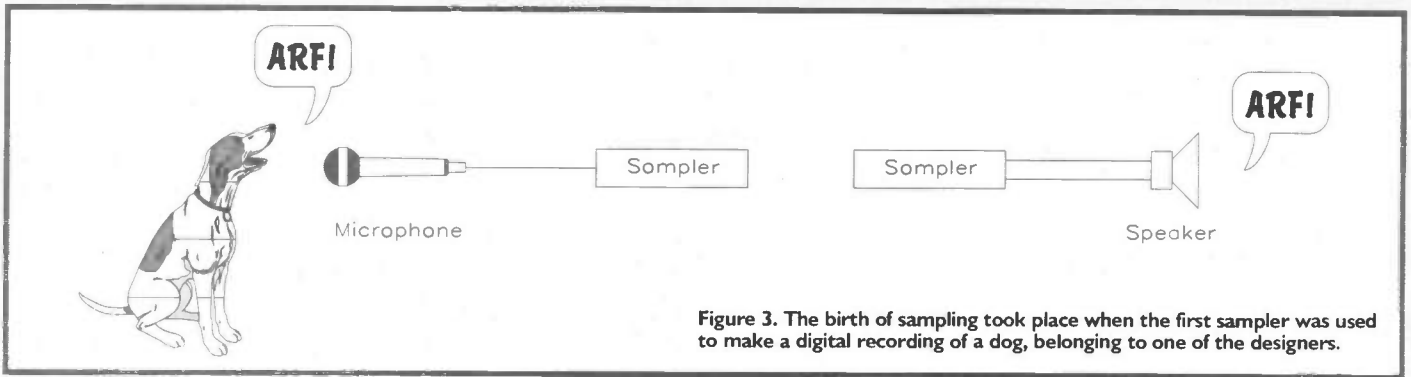 ARF!
ARF!
Sampler
Sampler
Microphone
Speaker
Figure 3. The birth of sampling took place when the first sampler was used
to make a digital recording of a dog, belonging to one of the designers.